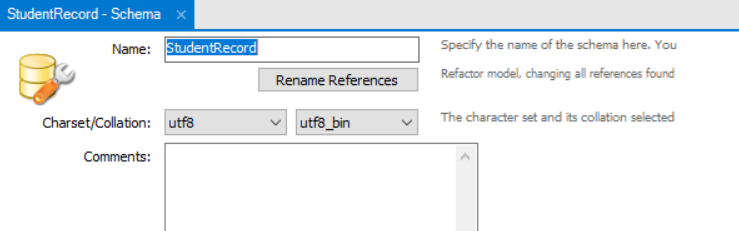 StudentRecord - Schema ×
Name: StudentRecord Specify the name of the schema here. You
Rename References Refactor model, changing all references found
Charset/Collation: utf8 utf8_bin The character set and its collation selected
Comments: